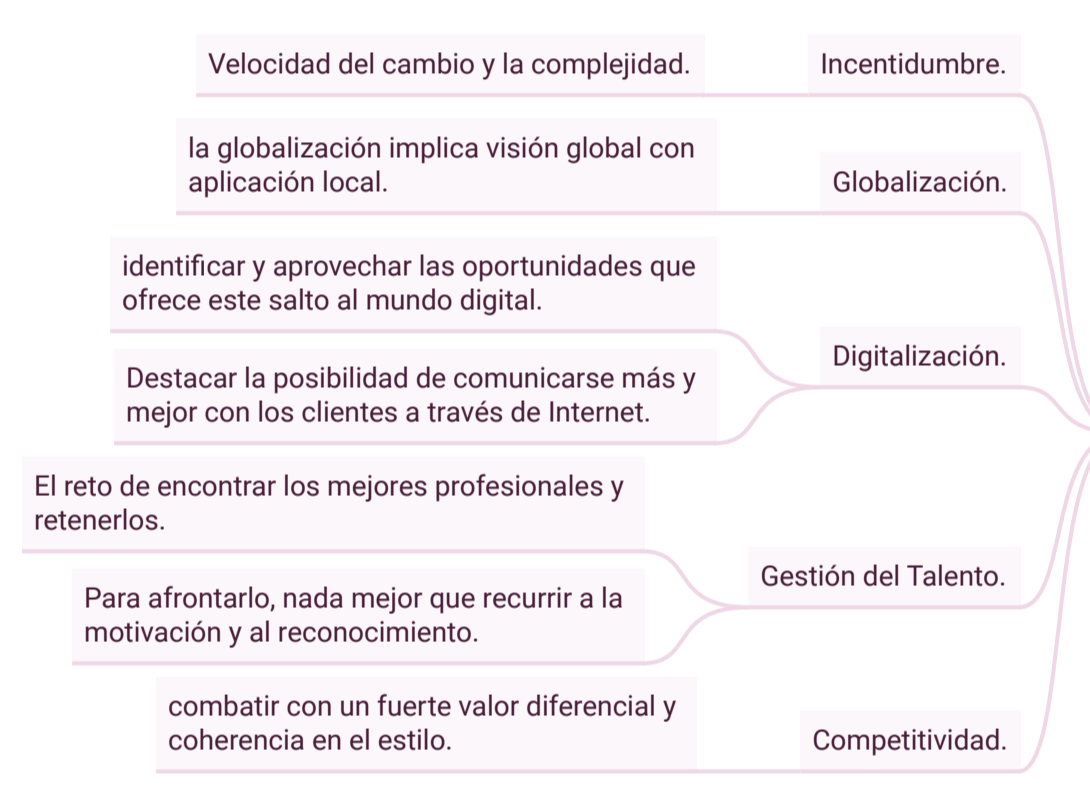 Velocidad del cambio y la complejidad.
Incentidumbre.
la globalización implica visión global con
aplicación local.
Globalización.
identificar y aprovechar las oportunidades que
ofrece este salto al mundo digital.
Destacar la posibilidad de comunicarse más y
mejor con los clientes a través de Internet.
Digitalización.
El reto de encontrar los mejores profesionales y
retenerlos.
Para afrontarlo, nada mejor que recurrir a la
motivación y al reconocimiento.
Gestión del Talento.
combatir con un fuerte valor diferencial y
coherencia en el estilo.
Competitividad.